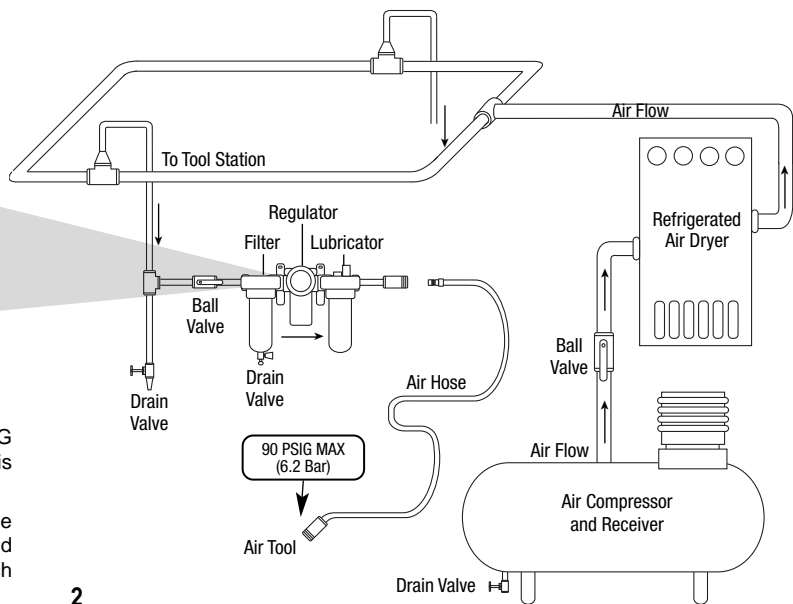 Air Flow
To Tool Station
Refrigerated
Air Dryer
Regulator
Filter
Lubricator
Ball
Valve
Drain
Valve
Drain
Valve
Air Hose
Ball
Valve
90 PSIG MAX
(6.2 Bar)
Air Flow
Air Compressor
and Receiver
Air Tool
Drain Valve
G
is
e
d
h
2